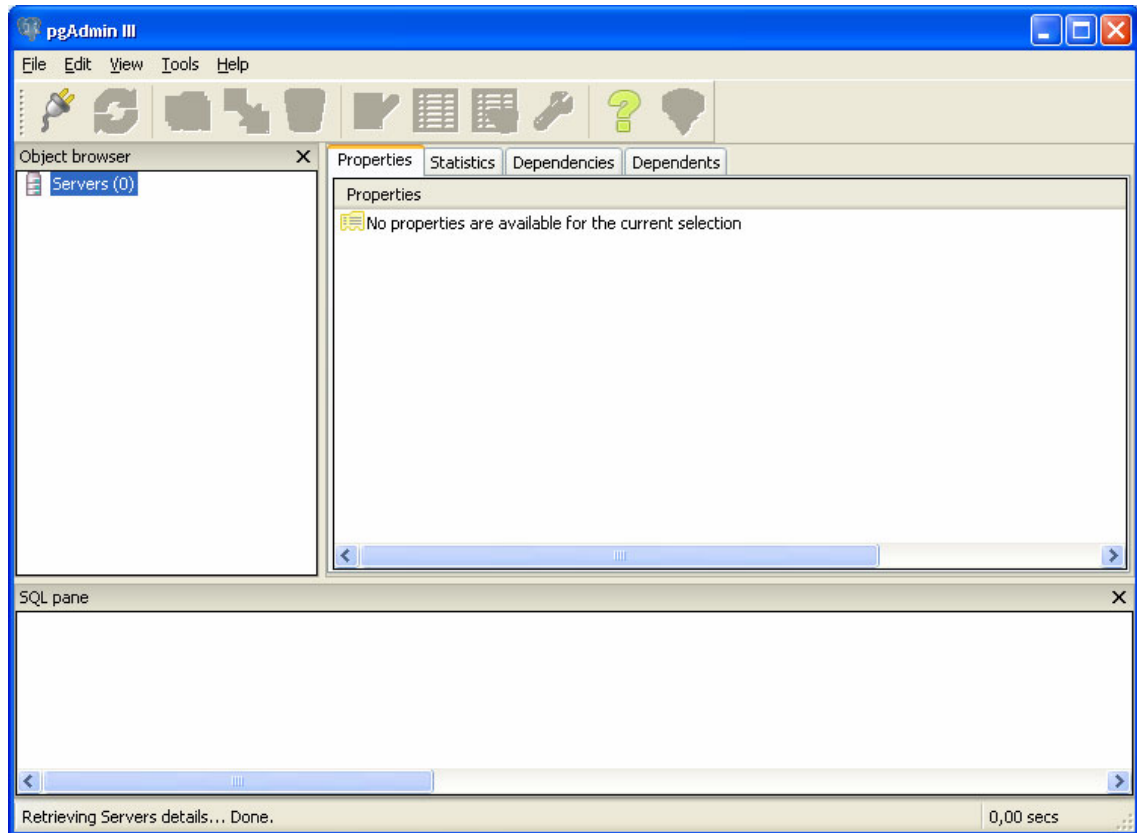 pgAdmin III
File Edit View Tools Help
Object browser
Servers (0)
Properties Statistics Dependencies Dependents
Properties
No properties are available for the current selection
SQL pane
Retrieving Servers details... Done. 0,00 secs